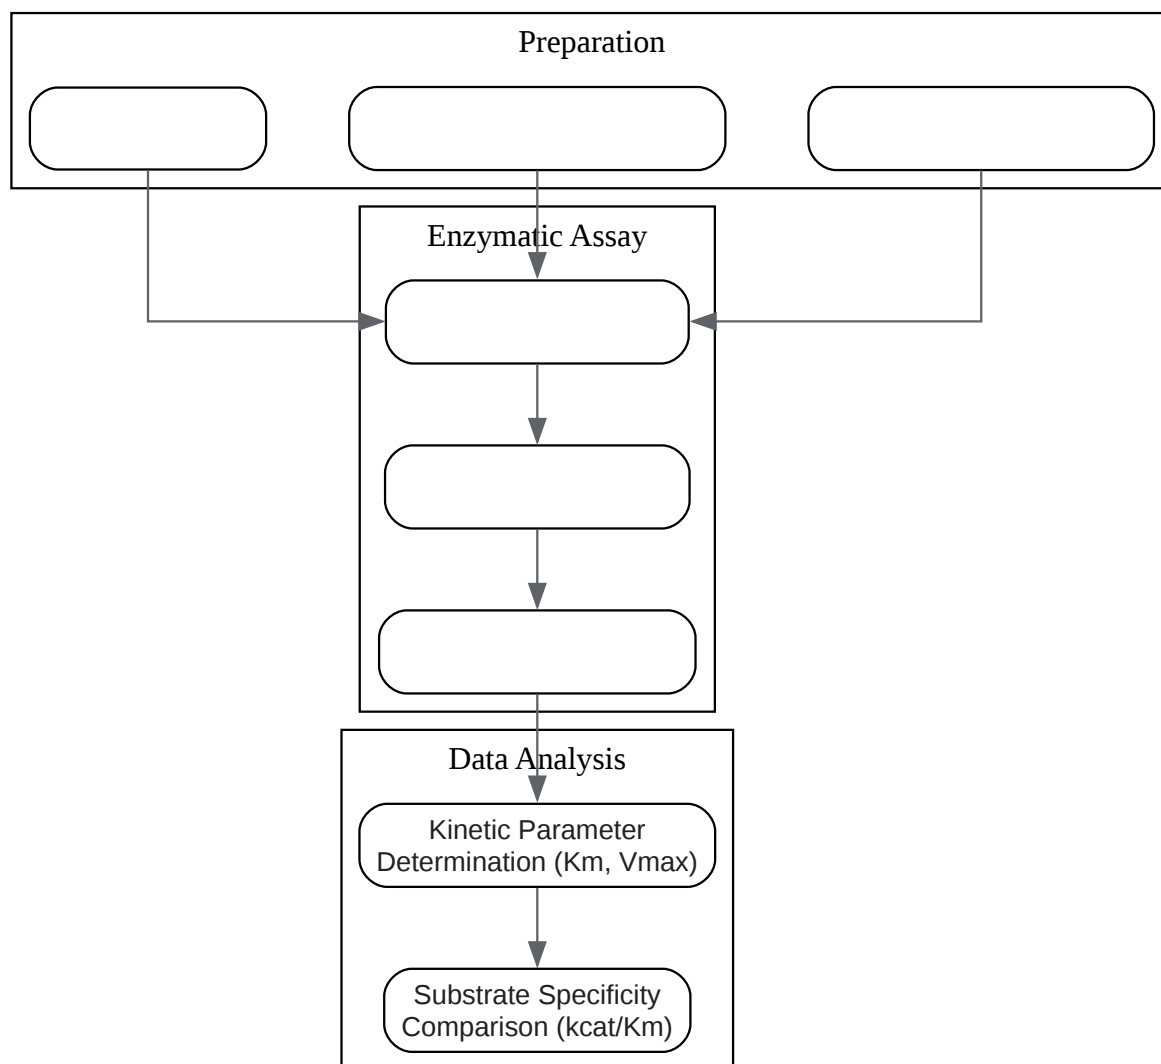 Preparation
Enzymatic Assay
Data Analysis
Kinetic Parameter
Determination (Km, Vmax)
Substrate Specificity
Comparison (kcat/Km)